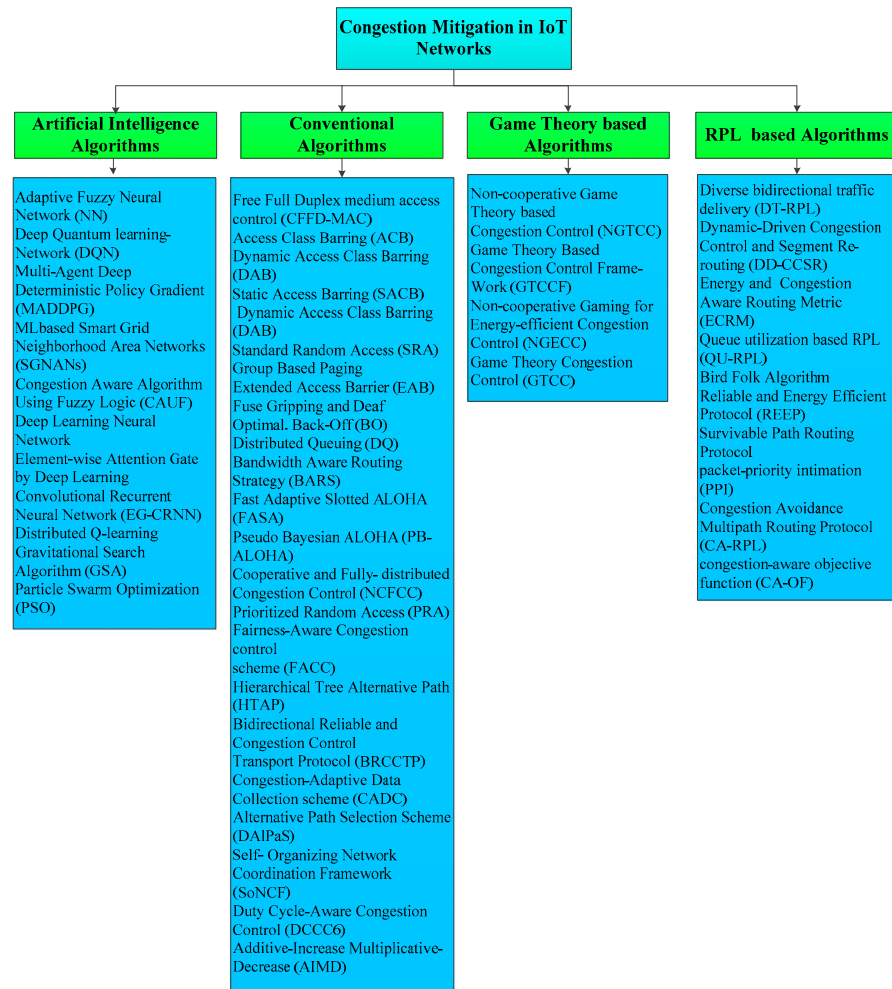 Congestion Mitigation in IoT
Networks
Artificial Intelligence
Algorithms
Conventional
Algorithms
Game Theory based
Algorithms
RPL based Algorithms
Adaptive Fuzzy Neural
Network (NN)
Deep Quantum learning-
Network (DQN)
Multi-Agent Deep
Deterministic Policy Gradient
(MADDPG)
MLbased Smart Grid
Neighborhood Area Networks
(SGNANs)
Congestion Aware Algorithm
Using Fuzzy Logic (CAUF)
Deep Learning Neural
Network
Element-wise Attention Gate
by Deep Learning
Convolutional Recurrent
Neural Network (EG-CRNN)
Distributed Q-learning
Gravitational Search
Algorithm (GSA)
Particle Swarm Optimization
(PSO)
Free Full Duplex medium access
control (CFFD-MAC)
Access Class Barring (ACB)
Dynamic Access Class Barring
(DAB)
Static Access Barring (SACB)
Dynamic Access Class Barring
(DAB)
Standard Random Access (SRA)
Group Based Paging
Extended Access Barrier (EAB)
Fuse Gripping and Deaf
Optimal. Back-Off (BO)
Distributed Queuing (DQ)
Bandwidth Aware Routing
Strategy (BARS)
Fast Adaptive Slotted ALOHA
(FASA)
Pseudo Bayesian ALOHA (PB-
ALOHA)
Cooperative and Fully- distributed
Congestion Control (NCFCC)
Prioritized Random Access (PRA)
Fairness-Aware Congestion
control
scheme (FACC)
Hierarchical Tree Alternative Path
(HTAP)
Bidirectional Reliable and
Congestion Control
Transport Protocol (BRCCTP)
Congestion-Adaptive Data
Collection scheme (CADC)
Alternative Path Selection Scheme
(DAlPaS)
Self- Organizing Network
Coordination Framework
(SoNCF)
Duty Cycle-Aware Congestion
Control (DCCC6)
Additive-Increase Multiplicative-
Decrease (AIMD)
Non-cooperative Game
Theory based
Congestion Control (NGTCC)
Game Theory Based
Congestion Control Frame-
Work (GTCCF)
Non-cooperative Gaming for
Energy-efficient Congestion
Control (NGECC)
Game Theory Congestion
Control (GTCC)
Diverse bidirectional traffic
delivery (DT-RPL)
Dynamic-Driven Congestion
Control and Segment Re-
routing (DD-CCSR)
Energy and Congestion
Aware Routing Metric
(ECRM)
Queue utilization based RPL
(QU-RPL)
Bird Folk Algorithm
Reliable and Energy Efficient
Protocol (REEP)
Survivable Path Routing
Protocol
packet-priority intimation
(PPI)
Congestion Avoidance
Multipath Routing Protocol
(CA-RPL)
congestion-aware objective
function (CA-OF)